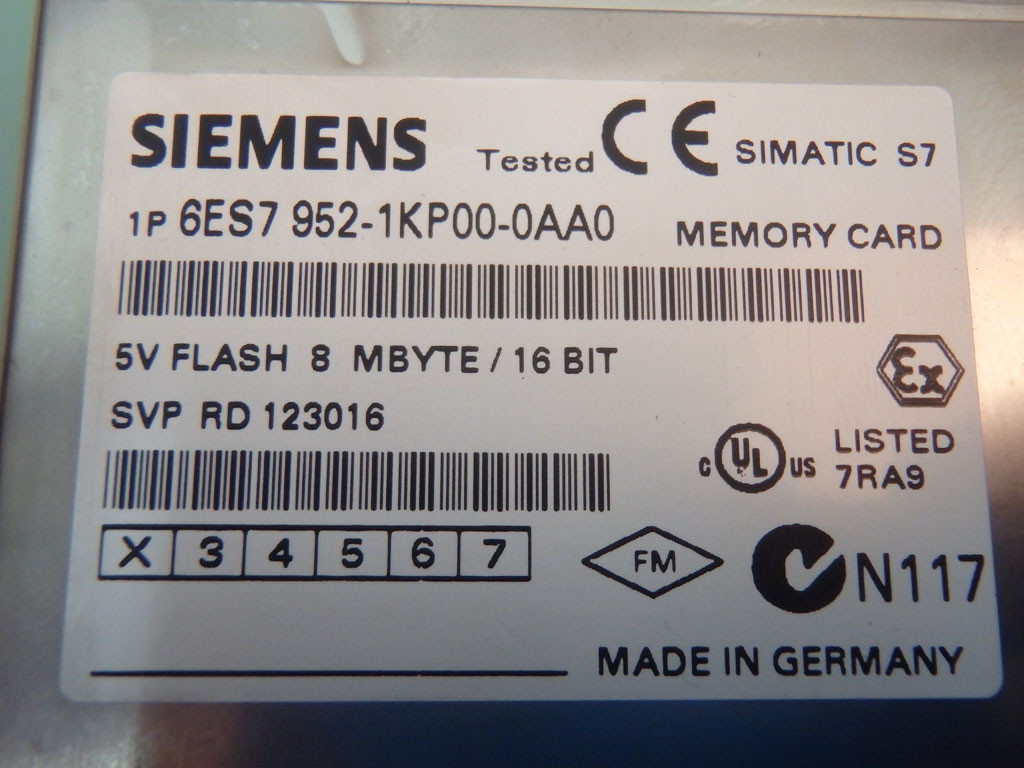 SIEMENS Tested CE SIMATIC S7
1P 6ES7 952-1KP00-0AA0 MEMORY CARD
5V FLASH 8 MBYTE / 16 BIT
Ex
SVP RD 123016
C UL US LISTED
7RA9
X 3 4 5 6 7
FM
N117
MADE IN GERMANY